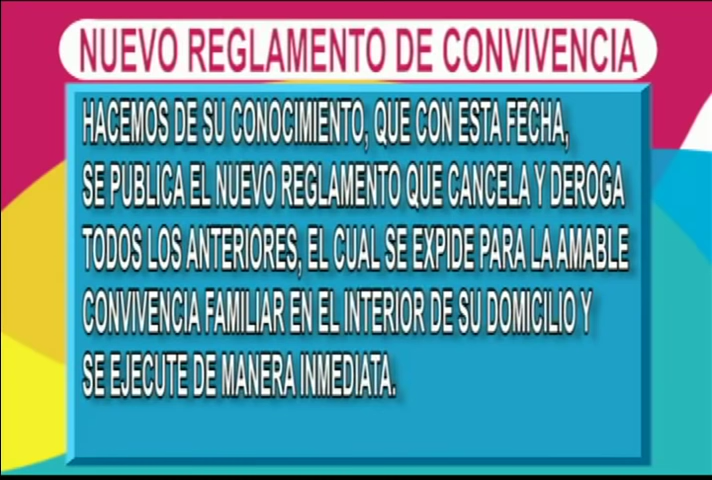 NUEVO REGLAMENTO DE CONVIVENCIA
HACEMOS DE SU CONOCIMIENTO, QUE CON ESTA FECHA,
SE PUBLICA EL NUEVO REGLAMENTO QUE CANCELA Y DEROGA
TODOS LOS ANTERIORES, EL CUAL SE EXPIDE PARA LA AMABLE
CONVIVENCIA FAMILIAR EN EL INTERIOR DE SU DOMICILIO Y
SE EJECUTE DE MANERA INMEDIATA.